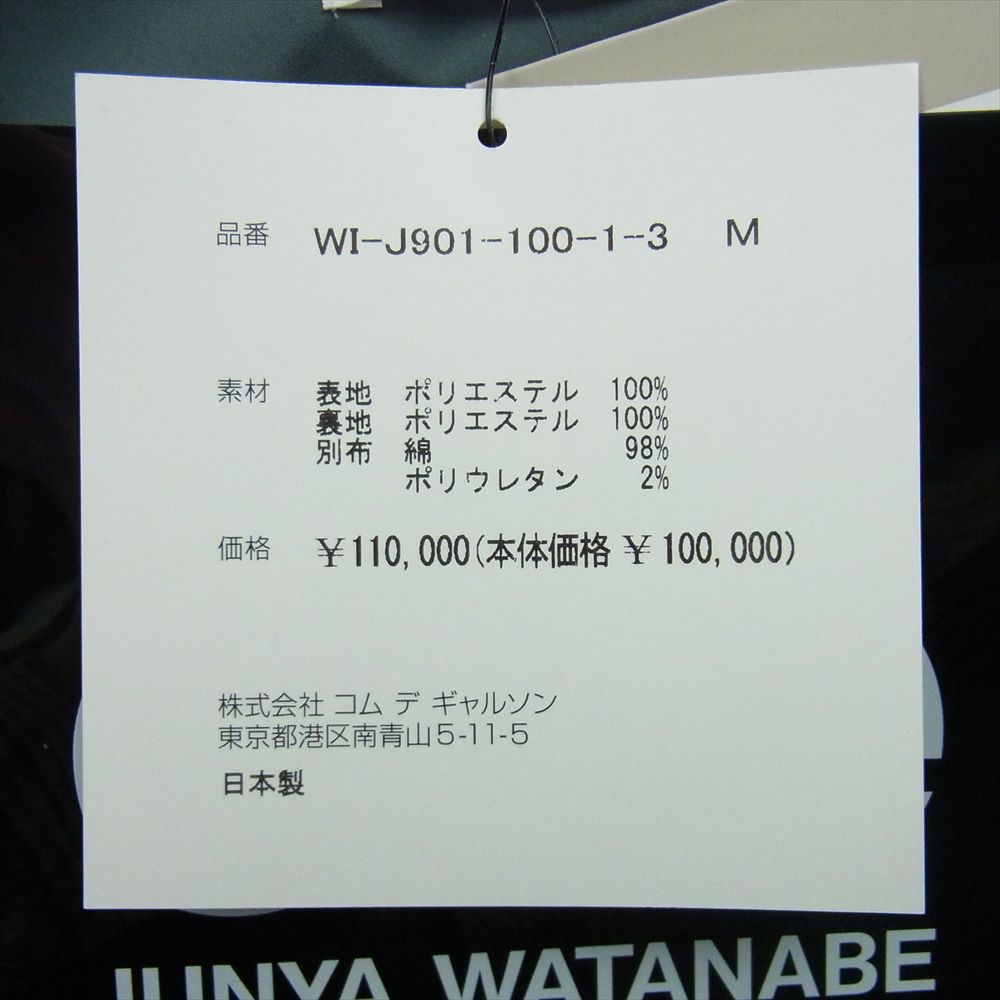 品番 WI-J901-100-1-3 M
素材 表地 ポリエステル 100%
裏地 ポリエステル 100%
別布 綿 98%
ポリウレタン 2%
価格 ¥110,000(本体価格 ¥100,000)
株式会社 コム デ ギャルソン
東京都港区南青山5-11-5
日本製
JUNYA WATANABE